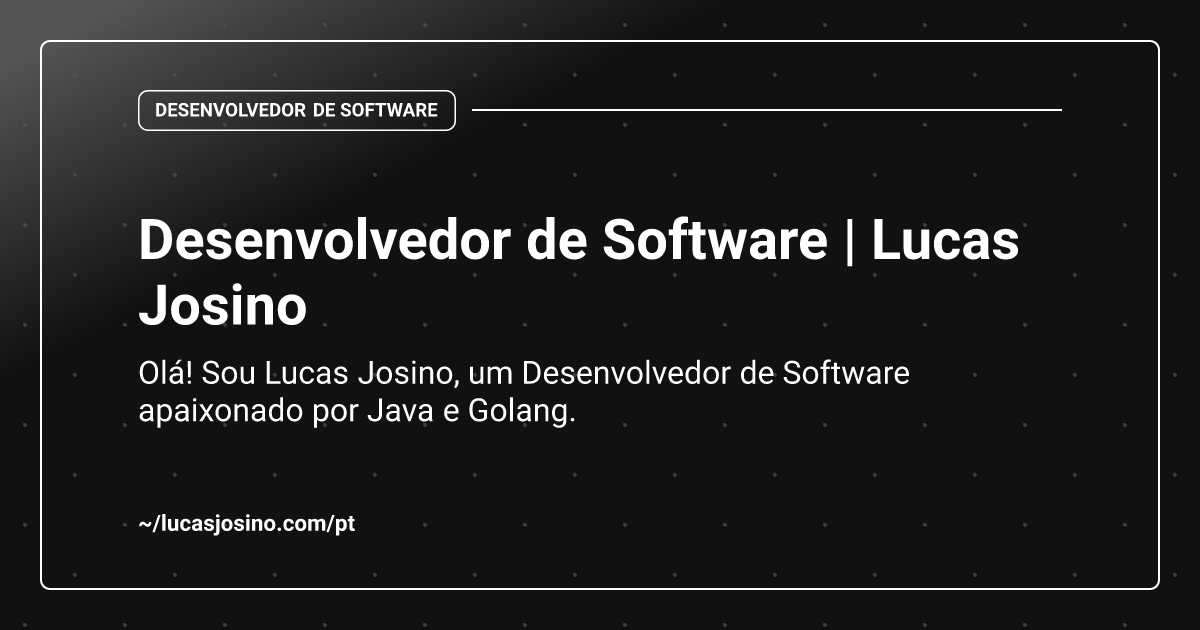 DESENVOLVEDOR DE SOFTWARE
Desenvolvedor de Software | Lucas
Josino
Olá! Sou Lucas Josino, um Desenvolvedor de Software
apaixonado por Java e Golang.
~/lucasjosino.com/pt